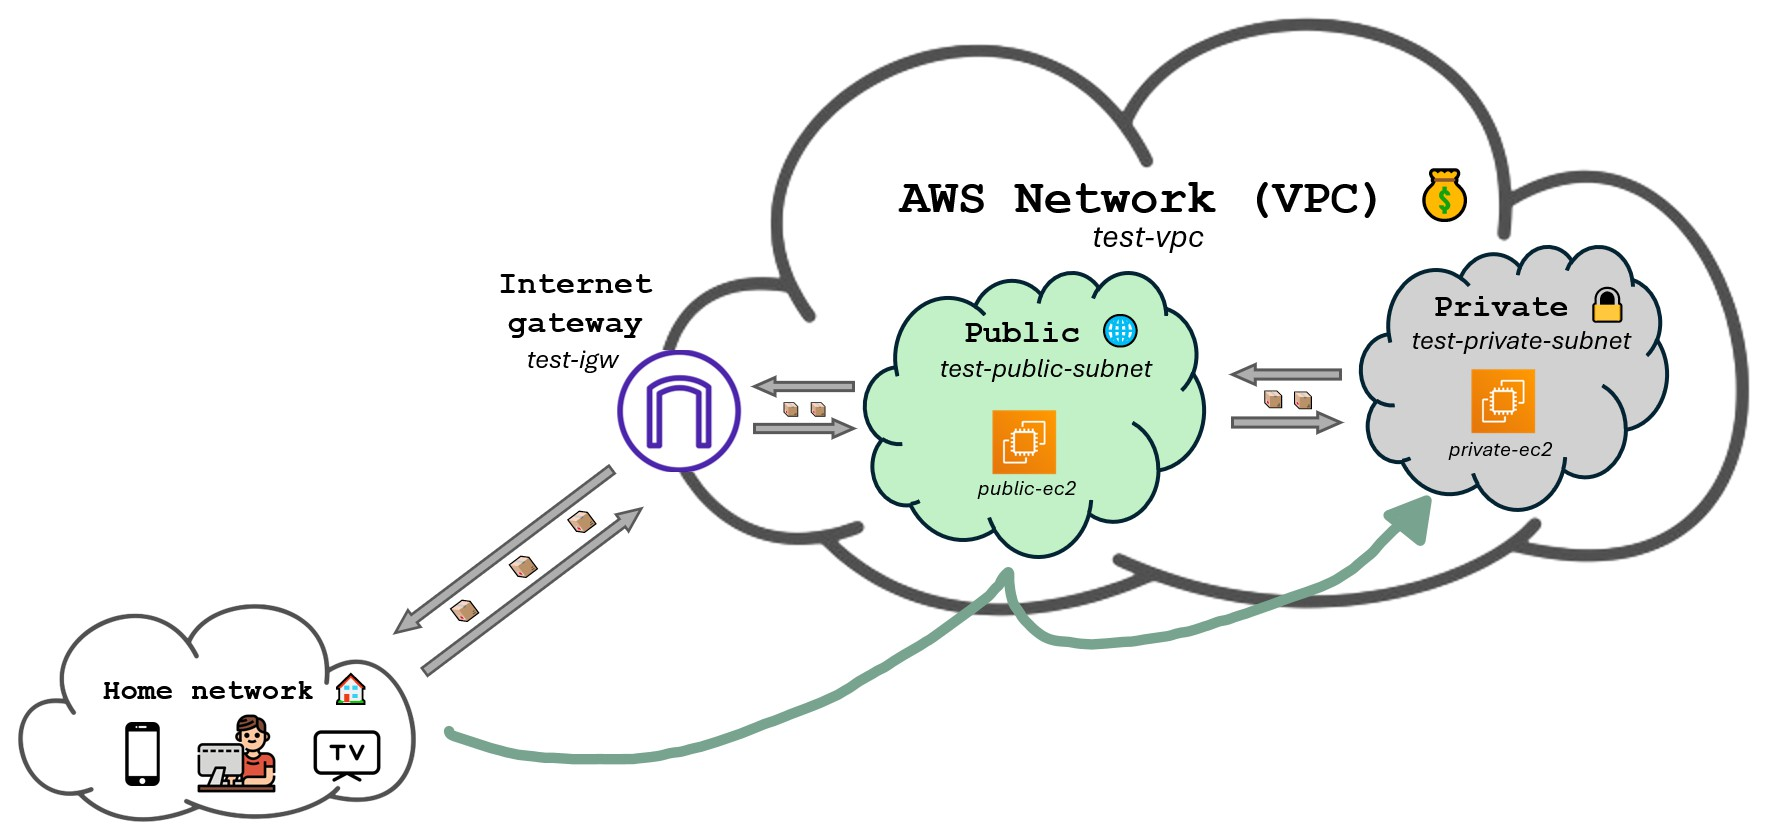 AWS Network (VPC)
test-vpc
Internet
gateway
test-igw
Public
test-public-subnet
public-ec2
Private
test-private-subnet
private-ec2
Home network
TV